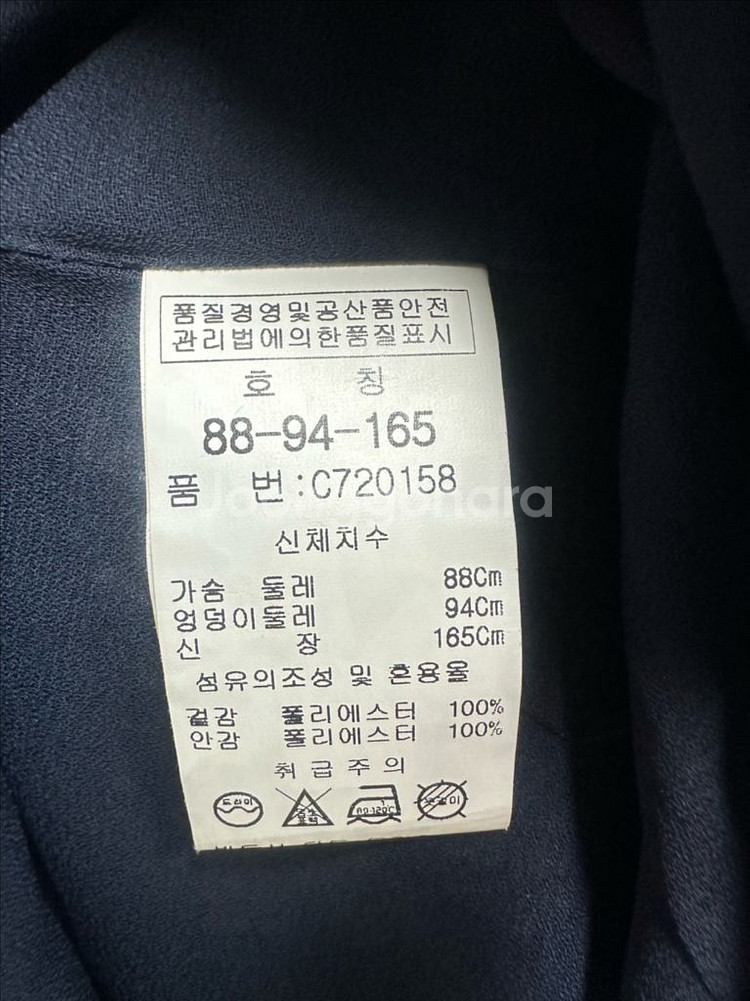 품질경영및공산품안전
관리법에의한품질표시
호 칭
88-94-165
품 번:C720158
신체치수
가슴 둘레 88Cm
엉덩이둘레 94Cm
신 장 165Cm
섬유의조성 및 혼용율
겉감 폴리에스터 100%
안감 폴리에스터 100%
취급주의
드라이